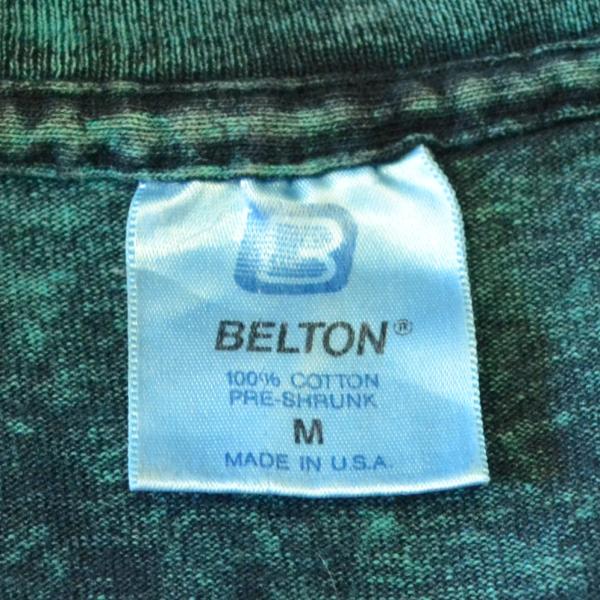 B
BELTON®
100% COTTON
PRE-SHRUNK
M
MADE IN U.S.A.